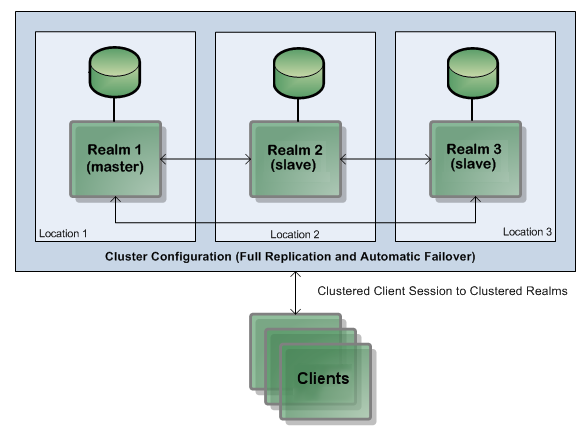 Realm 1
(master)
Realm 2
(slave)
Realm 3
(slave)
Location 1
Location 2
Location 3
Cluster Configuration (Full Replication and Automatic Failover)
Clustered Client Session to Clustered Realms
Clients